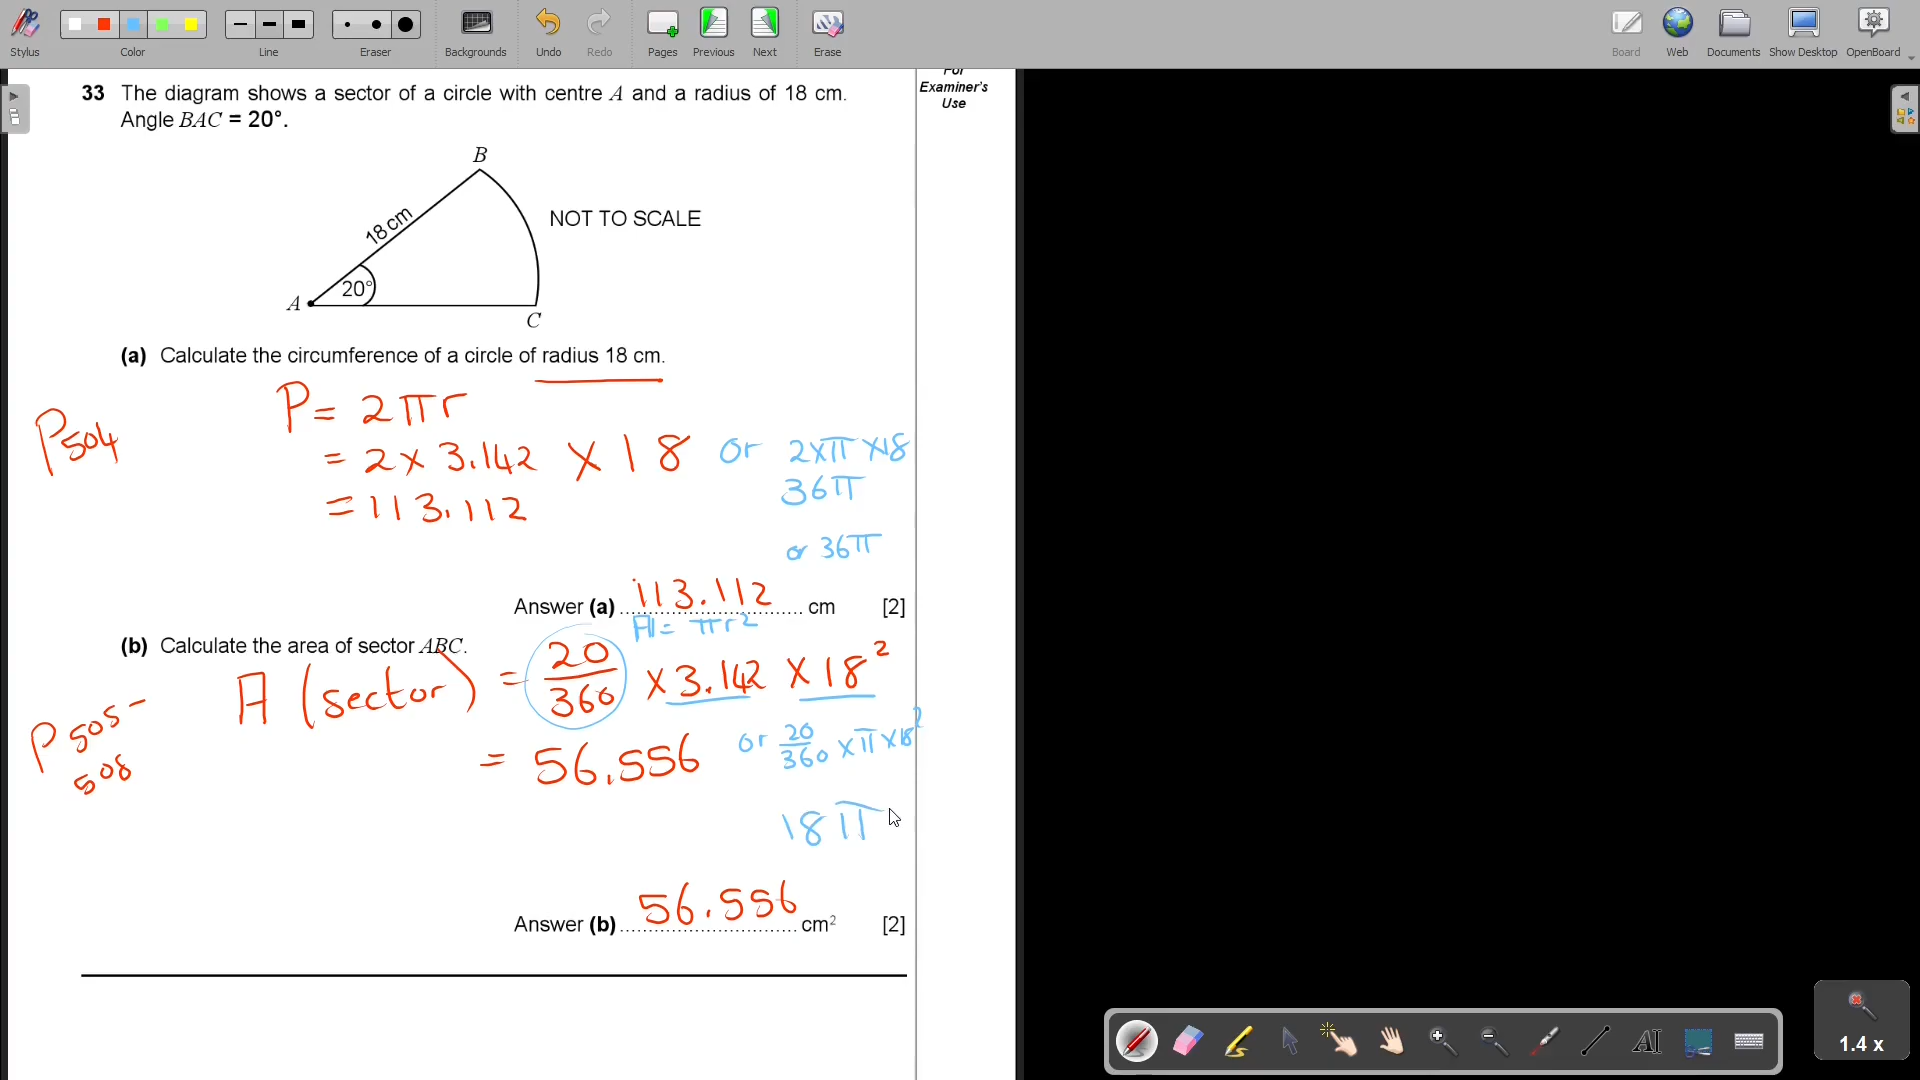 Stylus
Color
Line
Eraser
Backgrounds
Undo
Redo
Pages
Previous
Next
Erase
Board
Web
Documents
Show Desktop
OpenBoard
For
Examiner's
Use
33 The diagram shows a sector of a circle with centre A and a radius of 18 cm.
Angle BAC = 20°.
B
18 cm
NOT TO SCALE
20°
A
C
(a) Calculate the circumference of a circle of radius 18 cm.
P504
P = 2πr
= 2 × 3.142 × 18 or 2×π×18
36π
= 113.112
or 36π
Answer (a) 113.112 cm [2]
A = πr²
(b) Calculate the area of sector ABC.
A (sector) = 20/360 × 3.142 × 18²
P 505-
508
= 56.556 or 20/360 × π × 18²
18π
Answer (b) 56.556 cm² [2]
AI
1.4 x